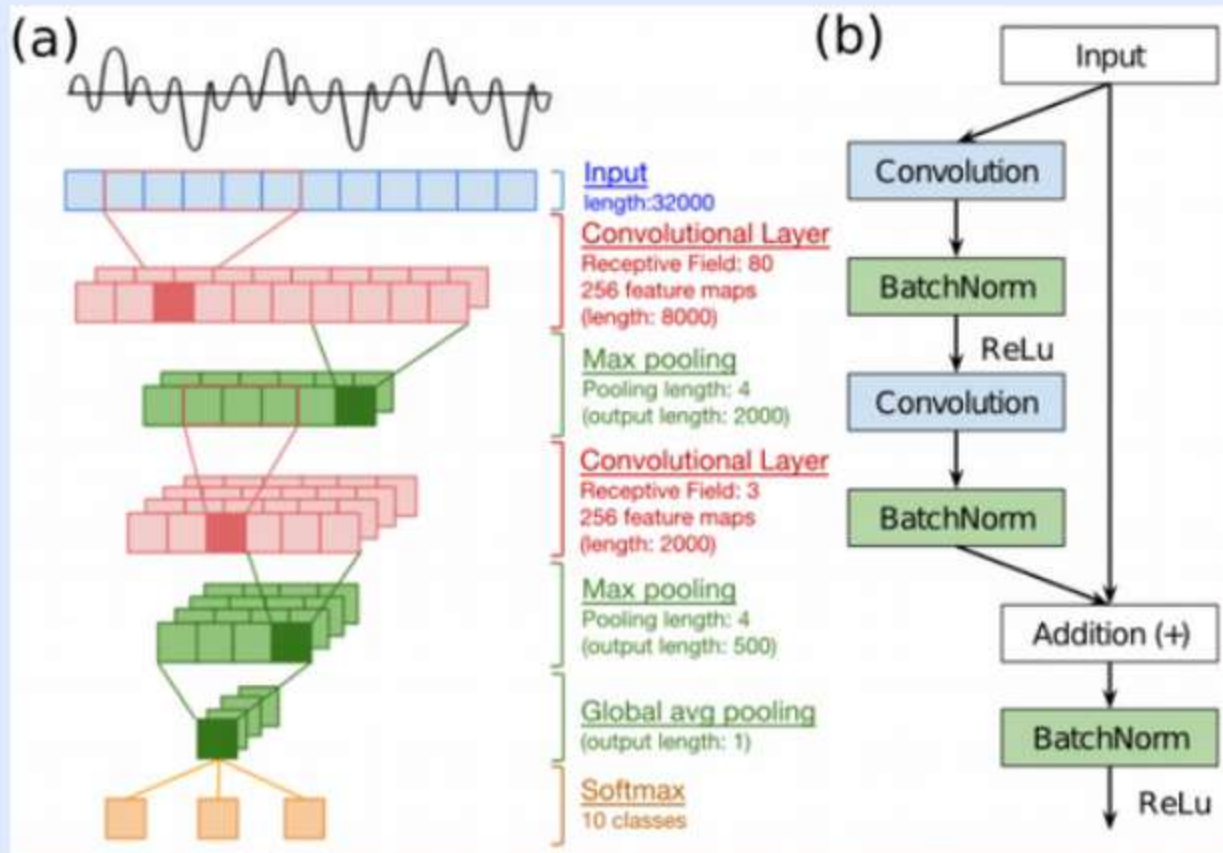 (a)
Input
length:32000
Convolutional Layer
Receptive Field: 80
256 feature maps
(length: 8000)
Max pooling
Pooling length: 4
(output length: 2000)
Convolutional Layer
Receptive Field: 3
256 feature maps
(length: 2000)
Max pooling
Pooling length: 4
(output length: 500)
Global avg pooling
(output length: 1)
Softmax
10 classes
(b)
Input
Convolution
BatchNorm
ReLu
Convolution
BatchNorm
Addition (+)
BatchNorm
ReLu